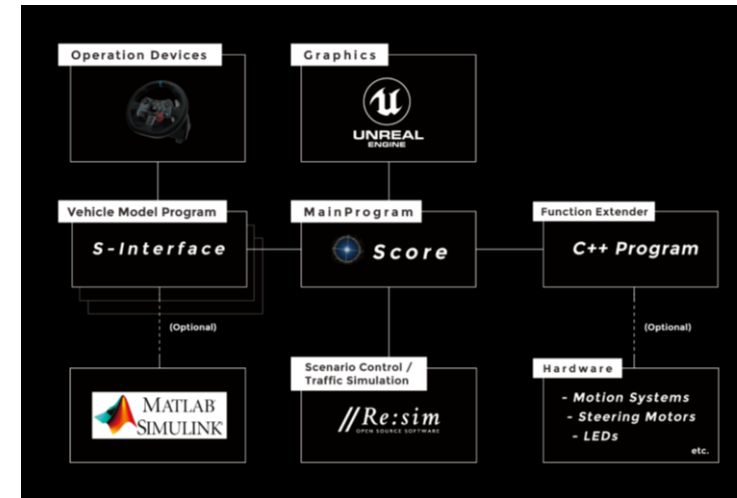 Operation Devices
Graphics
UNREAL
ENGINE
Vehicle Model Program
MainProgram
Function Extender
S-Interface
Score
C++ Program
(Optional)
(Optional)
Scenario Control /
Traffic Simulation
Hardware
MATLAB
SIMULINK
//Re:sim
OPEN SOURCE SOFTWARE
- Motion Systems
- Steering Motors
- LEDs
etc.